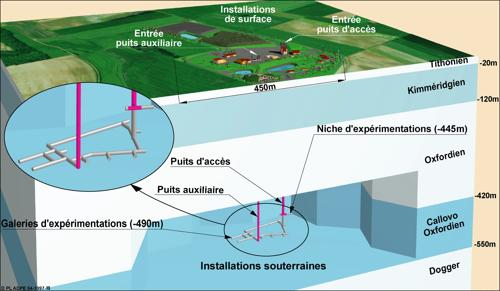 Installations
de surface
Entrée
puits auxiliaire
Entrée
puits d'accès
450m
Tithonien
-20m
Kimméridgien
-120m
Niche d'expérimentations (-445m)
Oxfordien
Puits d'accès
Puits auxiliaire
-420m
Galeries d'expérimentations (-490m)
Callovo
Oxfordien
-550m
Installations souterraines
Dogger